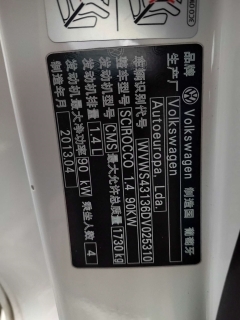 品牌 Volkswagen 制造国 葡萄牙
生产厂 Volkswagen
Autoeuropa, Lda.
车辆识别代号 WVWS43136DV025310
整车型号 SCIROCCO 1.4 90KW
发动机型号 CMS 最大允许总质量 1730 kg
发动机排量 1.4 L
发动机最大净功率 90 kW 乘坐人数 4
制造年月 2013.04